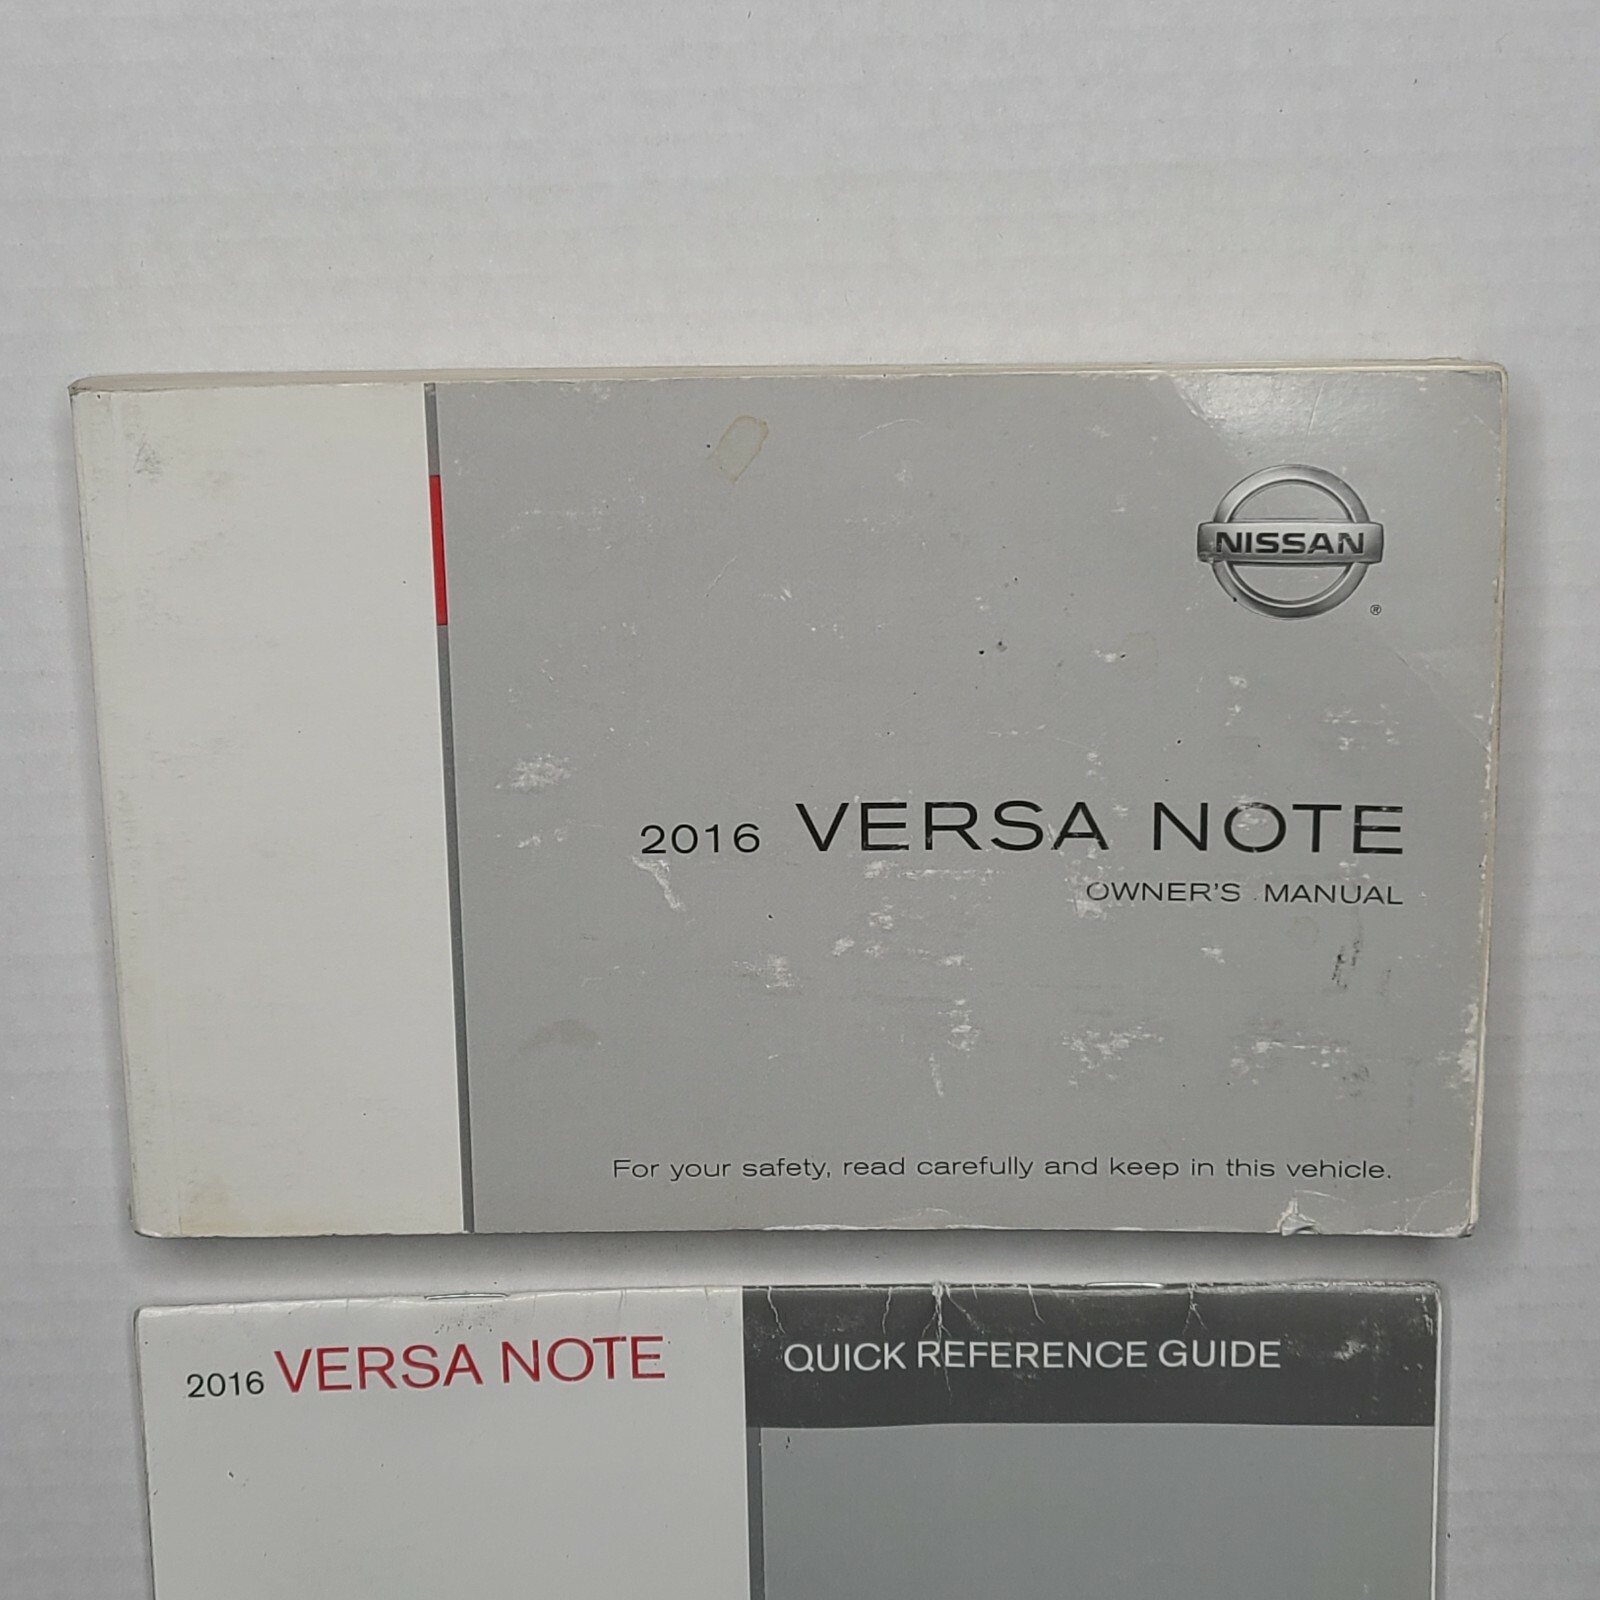 NISSAN
®
2016 VERSA NOTE
OWNER'S MANUAL
For your safety, read carefully and keep in this vehicle.
2016 VERSA NOTE
QUICK REFERENCE GUIDE